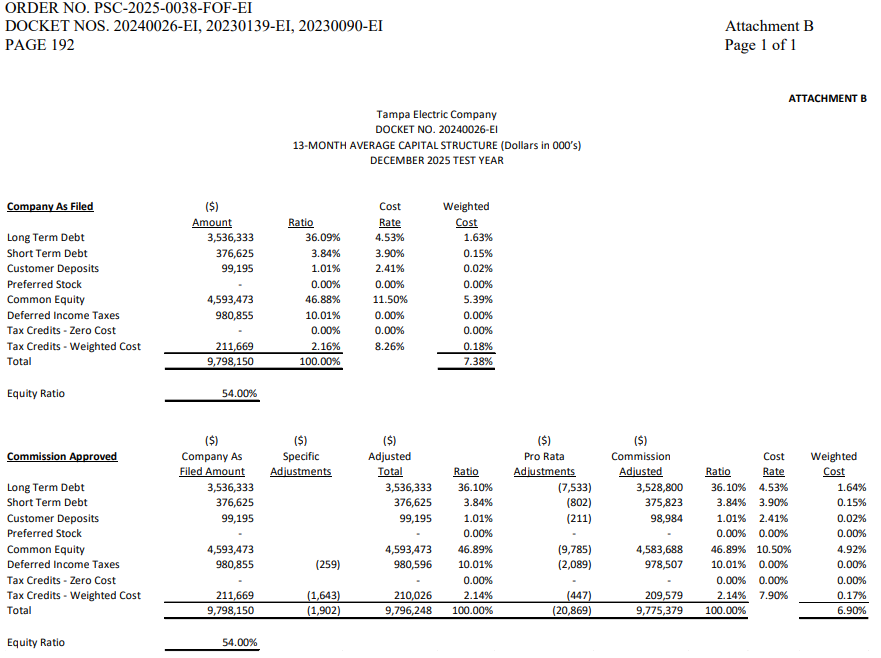 ORDER NO. PSC-2025-0038-FOF-EI
DOCKET NOS. 20240026-EI, 20230139-EI, 20230090-EI Attachment B
PAGE 192 Page 1 of 1
ATTACHMENT B
Tampa Electric Company
DOCKET NO. 20240026-EI
13-MONTH AVERAGE CAPITAL STRUCTURE (Dollars in 000's)
DECEMBER 2025 TEST YEAR
Company As Filed ($) Cost Weighted
Amount Ratio Rate Cost
Long Term Debt 3,536,333 36.09% 4.53% 1.63%
Short Term Debt 376,625 3.84% 3.90% 0.15%
Customer Deposits 99,195 1.01% 2.41% 0.02%
Preferred Stock - 0.00% 0.00% 0.00%
Common Equity 4,593,473 46.88% 11.50% 5.39%
Deferred Income Taxes 980,855 10.01% 0.00% 0.00%
Tax Credits - Zero Cost - 0.00% 0.00% 0.00%
Tax Credits - Weighted Cost 211,669 2.16% 8.26% 0.18%
Total 9,798,150 100.00% 7.38%
Equity Ratio 54.00%
($) ($) ($) ($) ($)
Commission Approved Company As Specific Adjusted Pro Rata Commission Cost Weighted
Filed Amount Adjustments Total Ratio Adjustments Adjusted Ratio Rate Cost
Long Term Debt 3,536,333 3,536,333 36.10% (7,533) 3,528,800 36.10% 4.53% 1.64%
Short Term Debt 376,625 376,625 3.84% (802) 375,823 3.84% 3.90% 0.15%
Customer Deposits 99,195 99,195 1.01% (211) 98,984 1.01% 2.41% 0.02%
Preferred Stock - - 0.00% - - 0.00% 0.00% 0.00%
Common Equity 4,593,473 4,593,473 46.89% (9,785) 4,583,688 46.89% 10.50% 4.92%
Deferred Income Taxes 980,855 (259) 980,596 10.01% (2,089) 978,507 10.01% 0.00% 0.00%
Tax Credits - Zero Cost - - 0.00% - - 0.00% 0.00% 0.00%
Tax Credits - Weighted Cost 211,669 (1,643) 210,026 2.14% (447) 209,579 2.14% 7.90% 0.17%
Total 9,798,150 (1,902) 9,796,248 100.00% (20,869) 9,775,379 100.00% 6.90%
Equity Ratio 54.00%